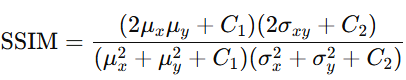 SSIM = \frac{(2\mu_x\mu_y + C_1)(2\sigma_{xy} + C_2)}{(\mu_x^2 + \mu_y^2 + C_1)(\sigma_x^2 + \sigma_y^2 + C_2)}